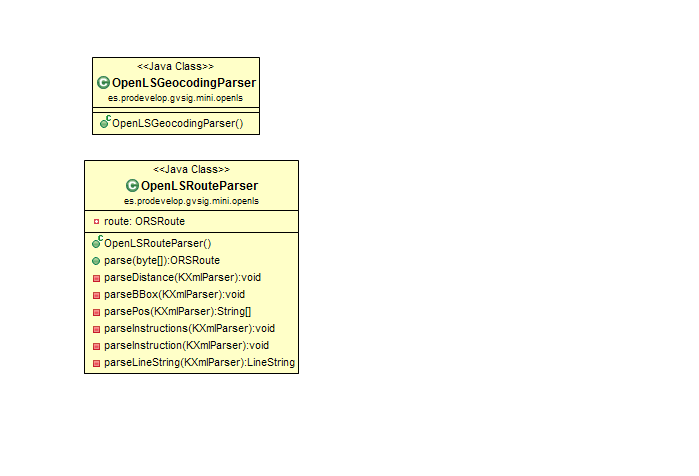 <<Java Class>>
OpenLSGeocodingParser
es.prodevelop.gvsig.mini.openls
OpenLSGeocodingParser()
<<Java Class>>
OpenLSRouteParser
es.prodevelop.gvsig.mini.openls
route: ORSRoute
OpenLSRouteParser()
parse(byte[]):ORSRoute
parseDistance(KXmlParser):void
parseBBox(KXmlParser):void
parsePos(KXmlParser):String[]
parseInstructions(KXmlParser):void
parseInstruction(KXmlParser):void
parseLineString(KXmlParser):LineString